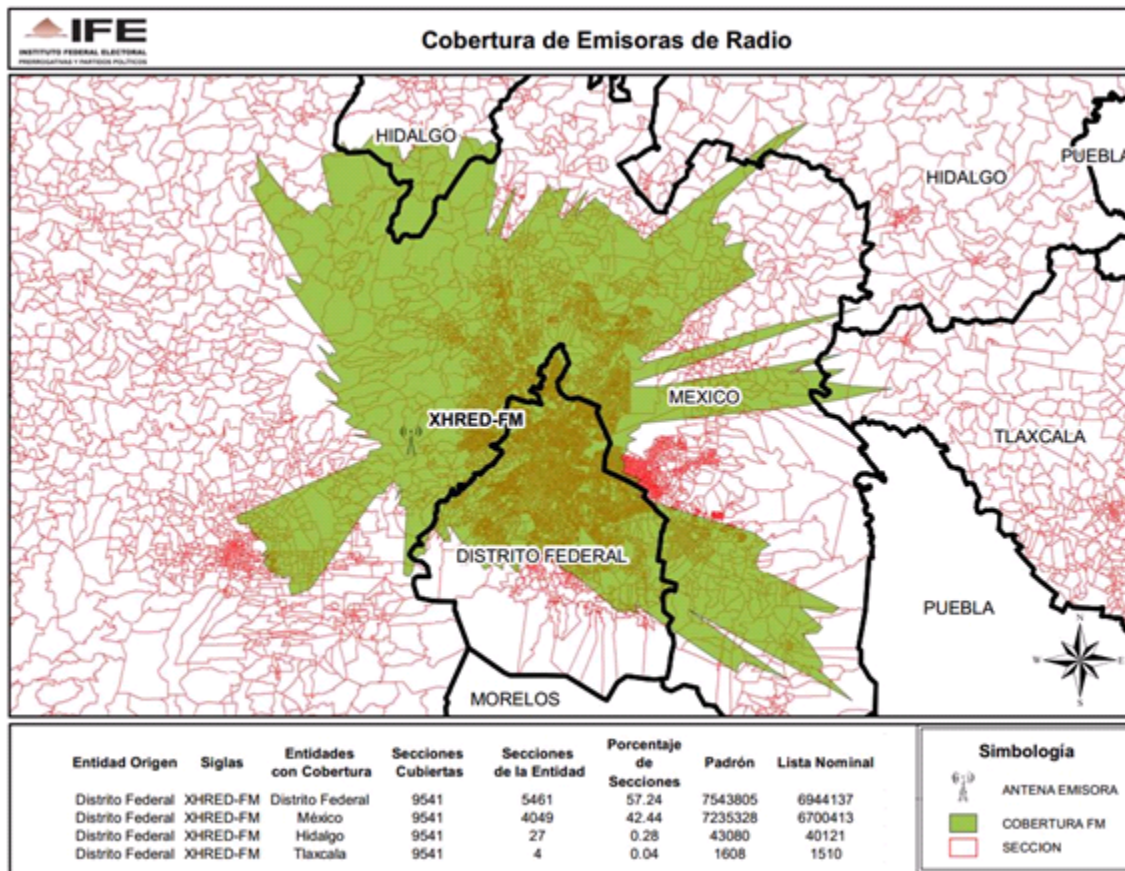 IFE
INSTITUTO FEDERAL ELECTORAL
PRERROGATIVAS Y PARTIDOS POLÍTICOS
Cobertura de Emisoras de Radio
HIDALGO
PUEBLA
HIDALGO
MEXICO
XHRED-FM
TLAXCALA
DISTRITO FEDERAL
PUEBLA
N
W E
S
MORELOS
Entidad Origen Siglas Entidades con Cobertura Secciones Cubiertas Secciones de la Entidad Porcentaje de Secciones Padrón Lista Nominal
Distrito Federal XHRED-FM Distrito Federal 9541 5461 57.24 7543805 6944137
Distrito Federal XHRED-FM México 9541 4049 42.44 7235328 6700413
Distrito Federal XHRED-FM Hidalgo 9541 27 0.28 43080 40121
Distrito Federal XHRED-FM Tlaxcala 9541 4 0.04 1608 1510
Simbología
ANTENA EMISORA
COBERTURA FM
SECCION